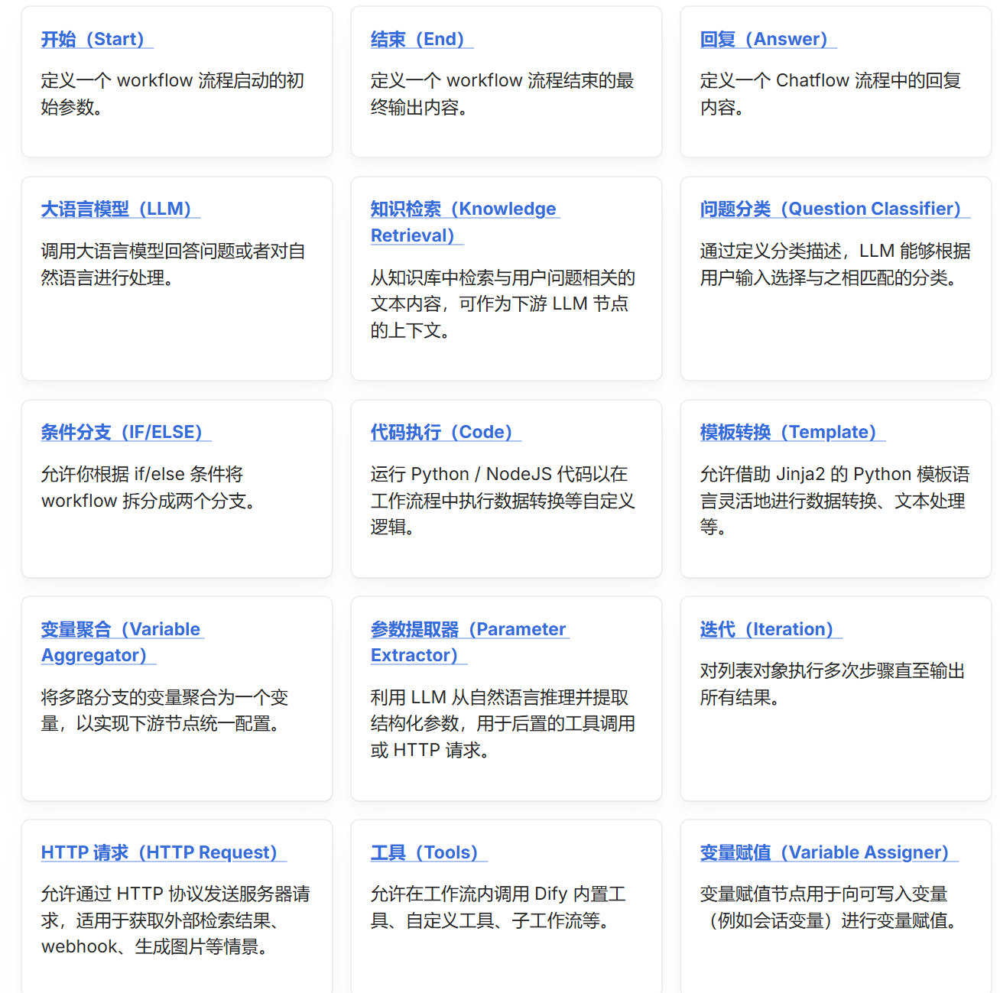 开始（Start）
定义一个 workflow 流程启动的初
始参数。
结束（End）
定义一个 workflow 流程结束的最
终输出内容。
回复（Answer）
定义一个 Chatflow 流程中的回复
内容。
大语言模型（LLM）
调用大语言模型回答问题或者对自
然语言进行处理。
知识检索（Knowledge
Retrieval）
从知识库中检索与用户问题相关的
文本内容，可作为下游 LLM 节点
的上下文。
问题分类（Question Classifier）
通过定义分类描述，LLM 能够根据
用户输入选择与之相匹配的分类。
条件分支（IF/ELSE）
允许你根据 if/else 条件将
workflow 拆分成两个分支。
代码执行（Code）
运行 Python / NodeJS 代码以在
工作流程中执行数据转换等自定义
逻辑。
模板转换（Template）
允许借助 Jinja2 的 Python 模板语
言灵活地进行数据转换、文本处理
等。
变量聚合（Variable
Aggregator）
将多路分支的变量聚合为一个变
量，以实现下游节点统一配置。
参数提取器（Parameter
Extractor）
利用 LLM 从自然语言推理并提取
结构化参数，用于后置的工具调用
或 HTTP 请求。
迭代（Iteration）
对列表对象执行多次步骤直至输出
所有结果。
HTTP 请求（HTTP Request）
允许通过 HTTP 协议发送服务器请
求，适用于获取外部检索结果、
webhook、生成图片等情景。
工具（Tools）
允许在工作流内调用 Dify 内置工
具、自定义工具、子工作流等。
变量赋值（Variable Assigner）
变量赋值节点用于向可写入变量
（例如会话变量）进行变量赋值。